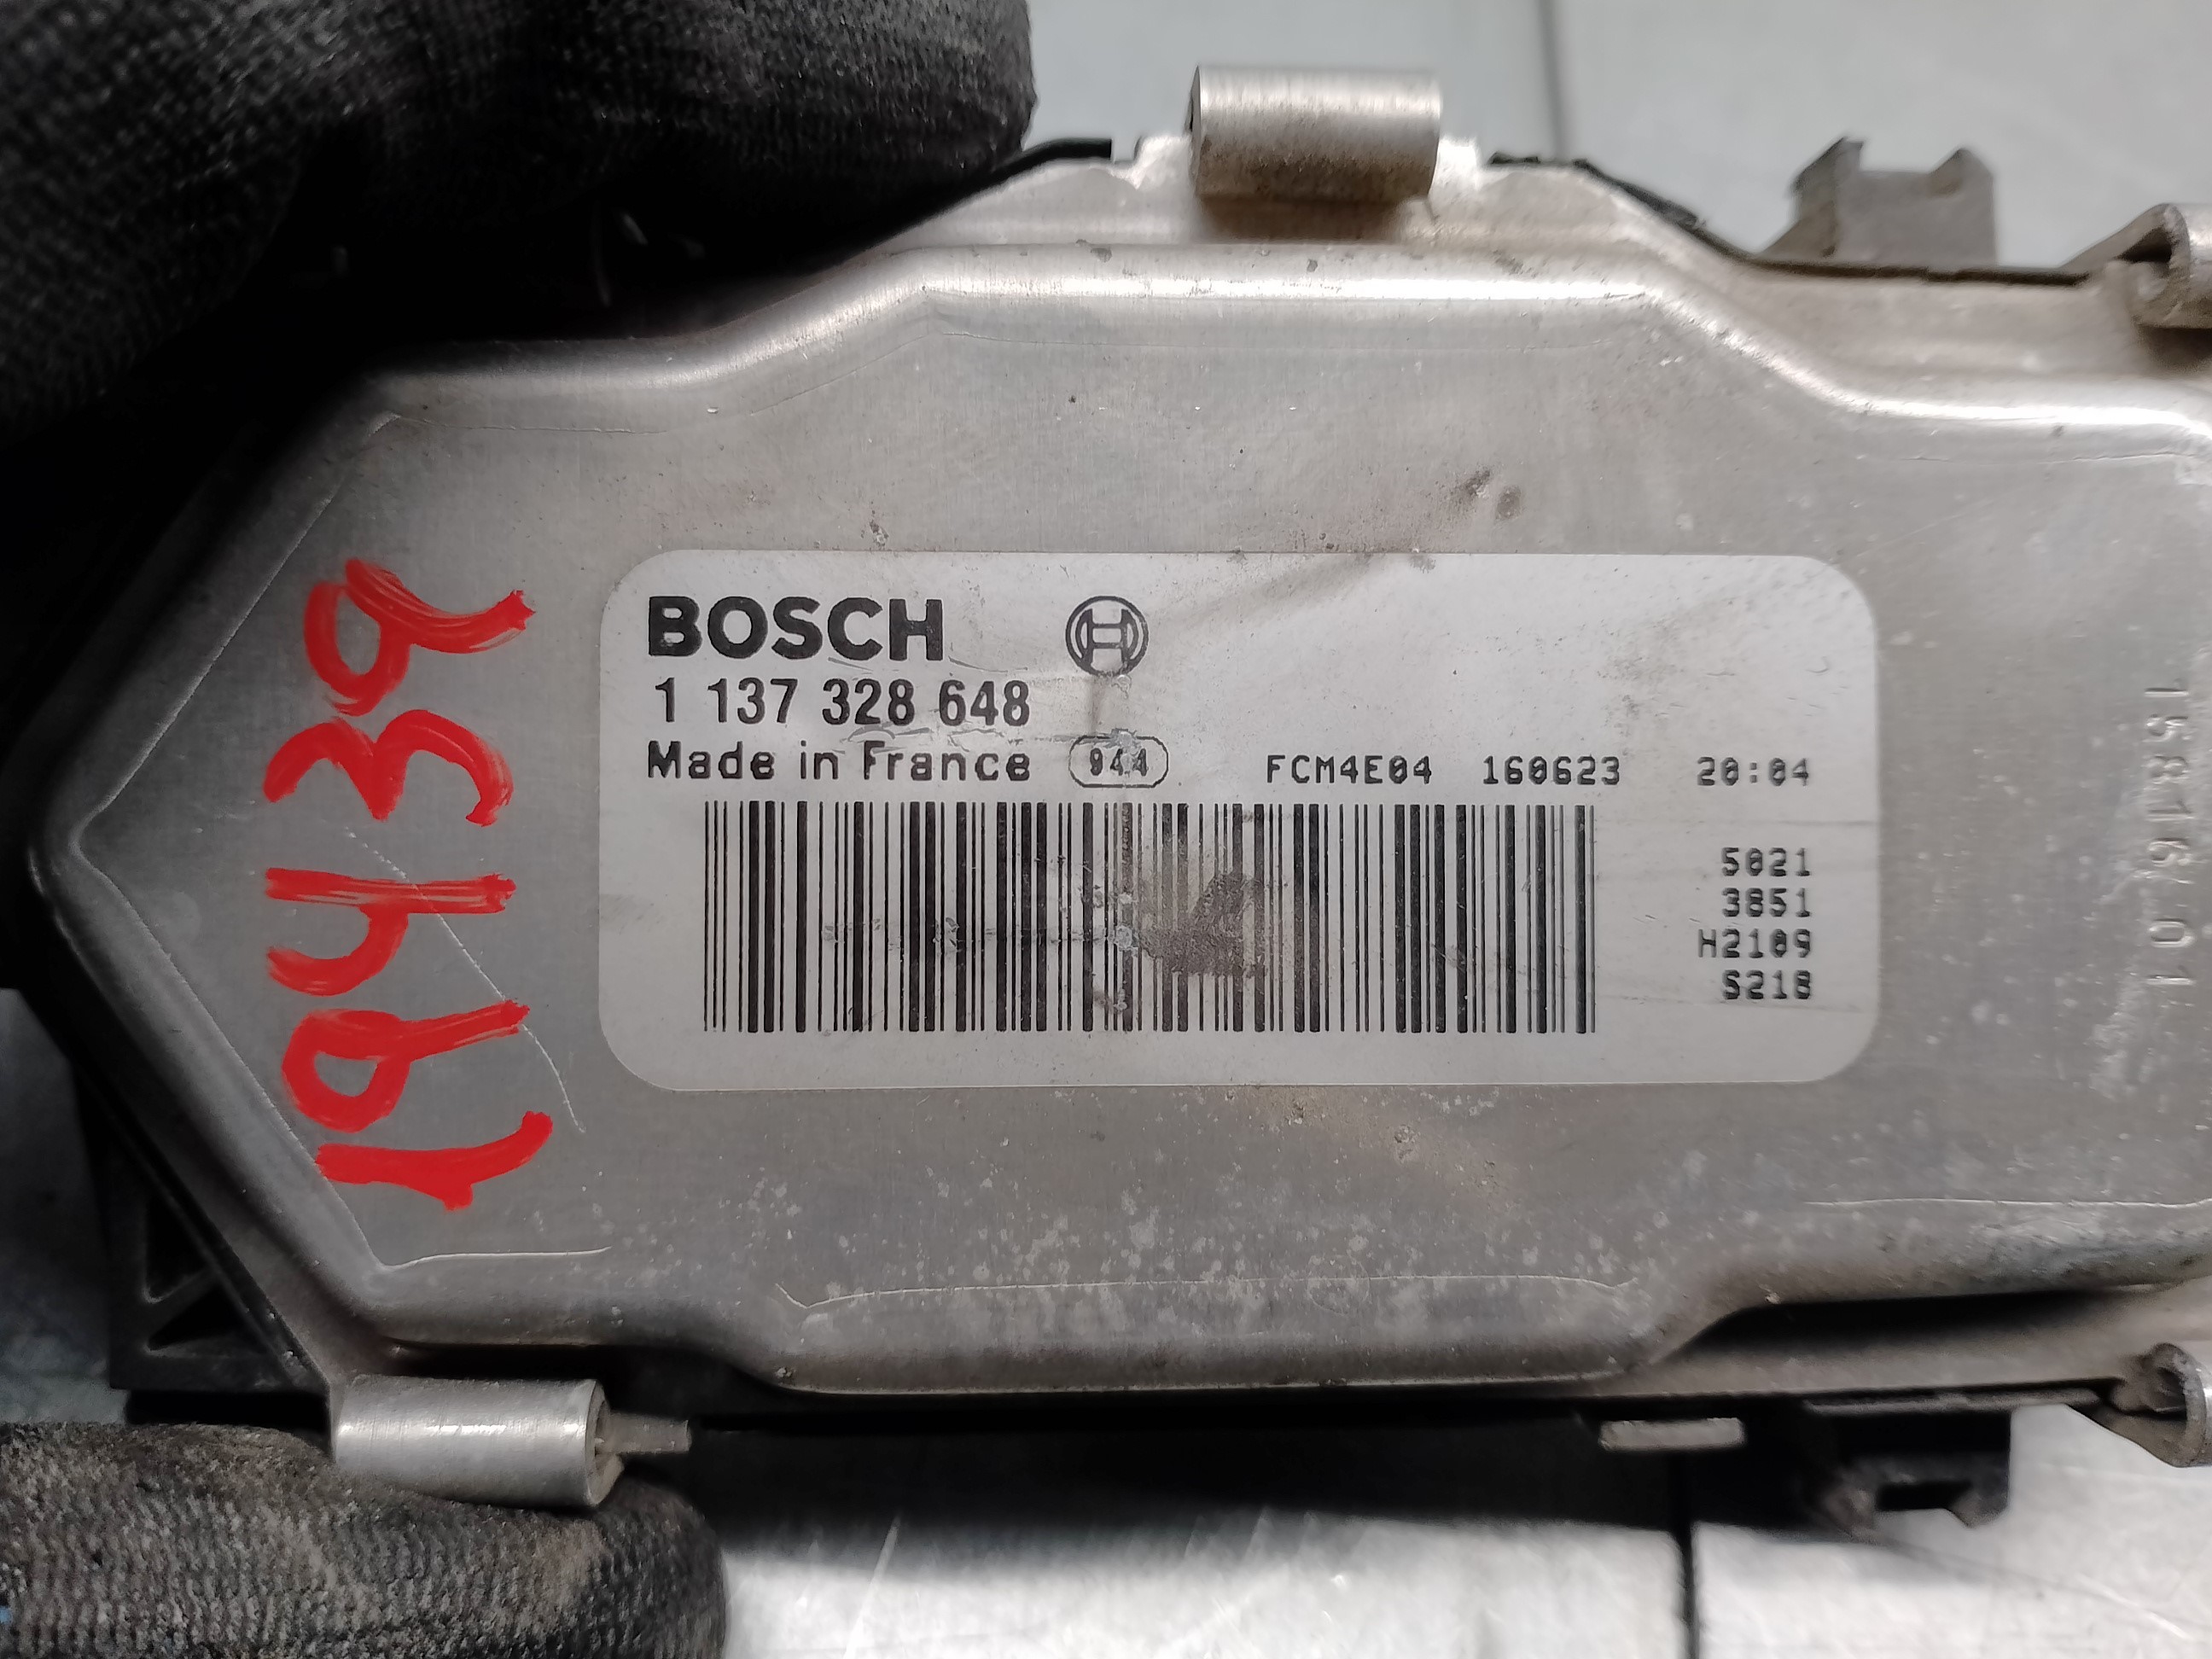 BOSCH
1 137 328 648
Made in France 944 FCM4E04 160623 20:04
5021
3851
H2109
S218
19439